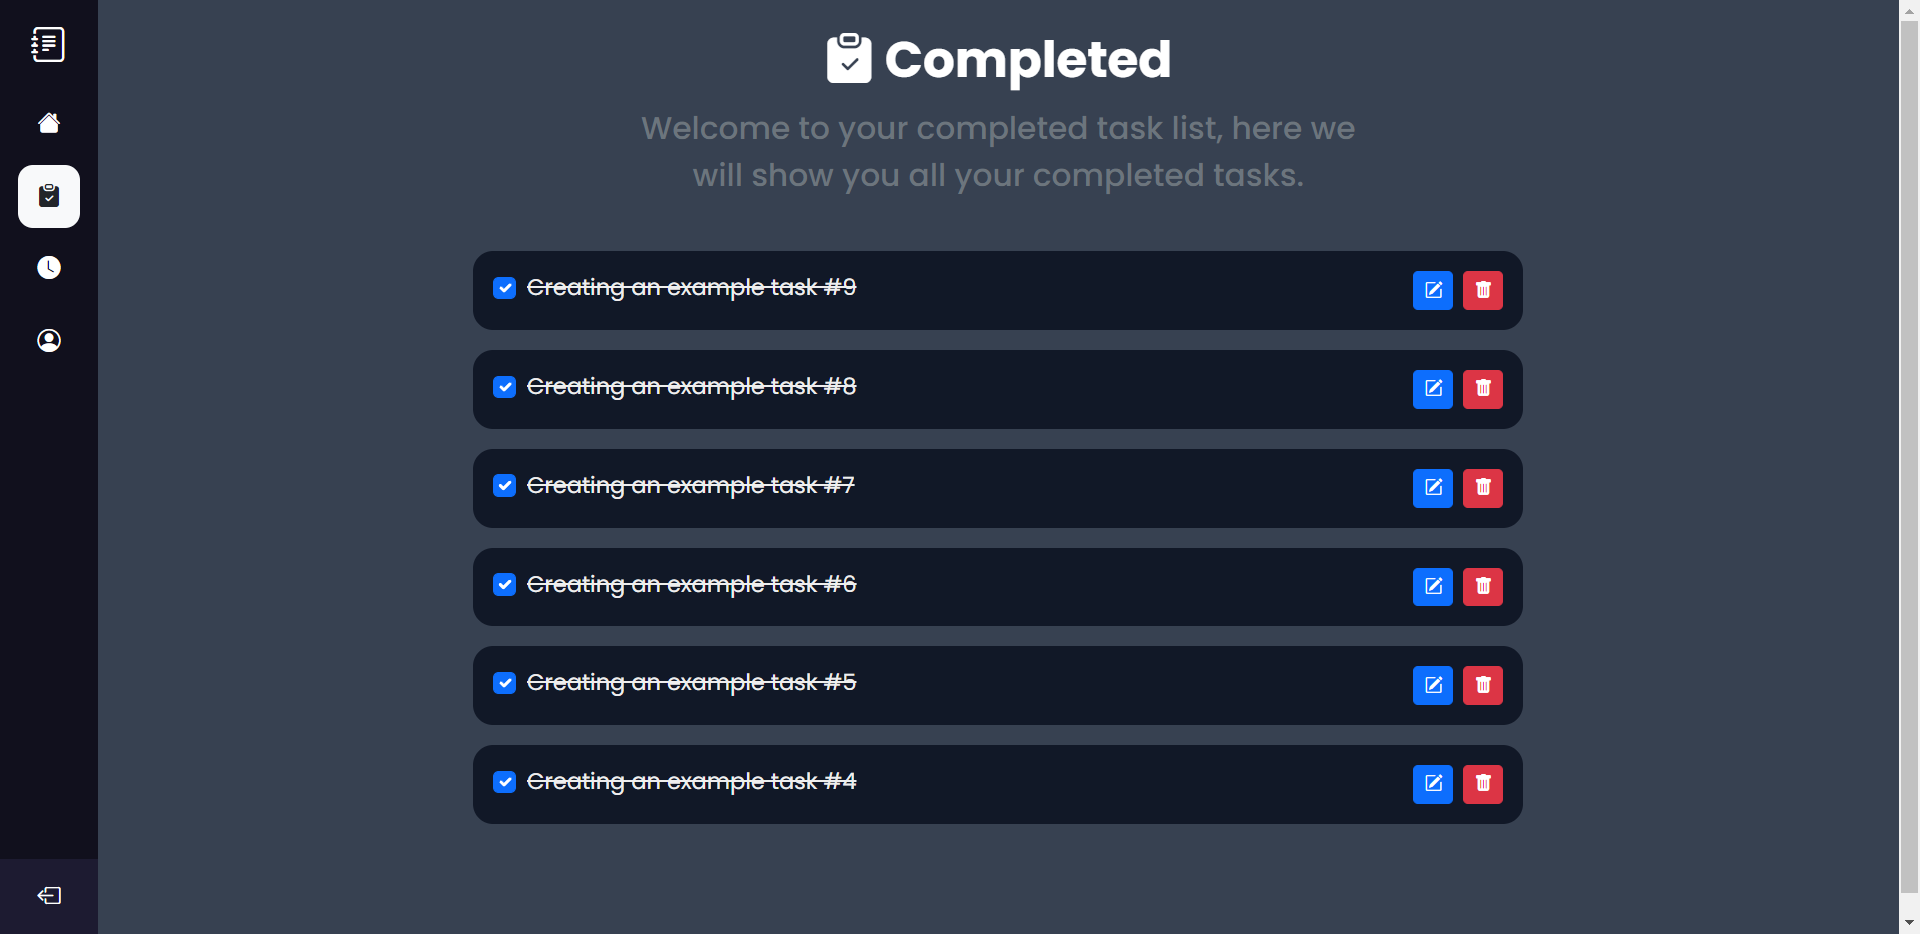 Completed
Welcome to your completed task list, here we
will show you all your completed tasks.
Creating an example task #9
Creating an example task #8
Creating an example task #7
Creating an example task #6
Creating an example task #5
Creating an example task #4